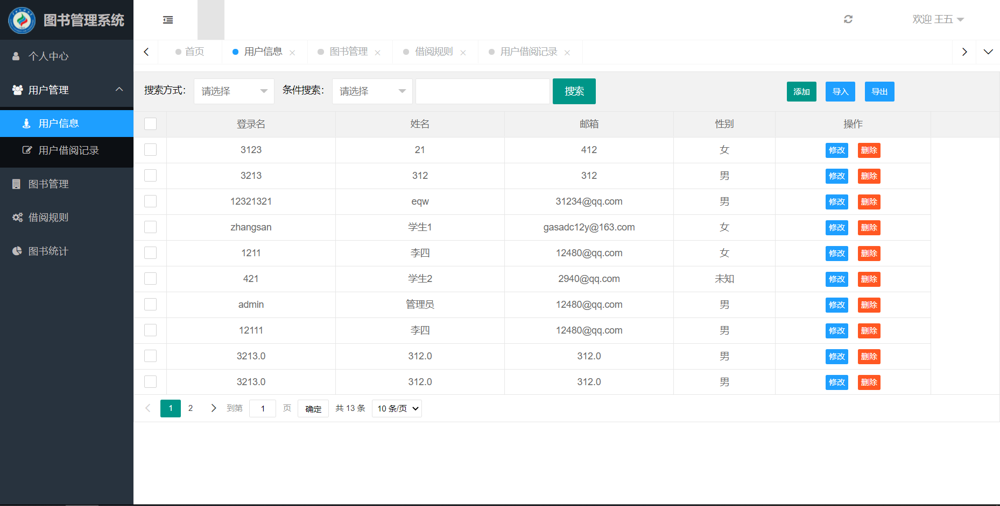 图书管理系统
欢迎 王五
个人中心
用户管理
用户信息
用户借阅记录
图书管理
借阅规则
图书统计
首页 用户信息 图书管理 借阅规则 用户借阅记录
搜索方式： 请选择 条件搜索： 请选择 搜索 添加 导入 导出
登录名 姓名 邮箱 性别 操作
3123 21 412 女 修改 删除
3213 312 312 男 修改 删除
12321321 eqw 31234@qq.com 男 修改 删除
zhangsan 学生1 gasadc12y@163.com 女 修改 删除
1211 李四 12480@qq.com 女 修改 删除
421 学生2 2940@qq.com 未知 修改 删除
admin 管理员 12480@qq.com 男 修改 删除
12111 李四 12480@qq.com 男 修改 删除
3213.0 312.0 312.0 男 修改 删除
3213.0 312.0 312.0 男 修改 删除
1 2 到第 1 页 确定 共 13 条 10 条/页